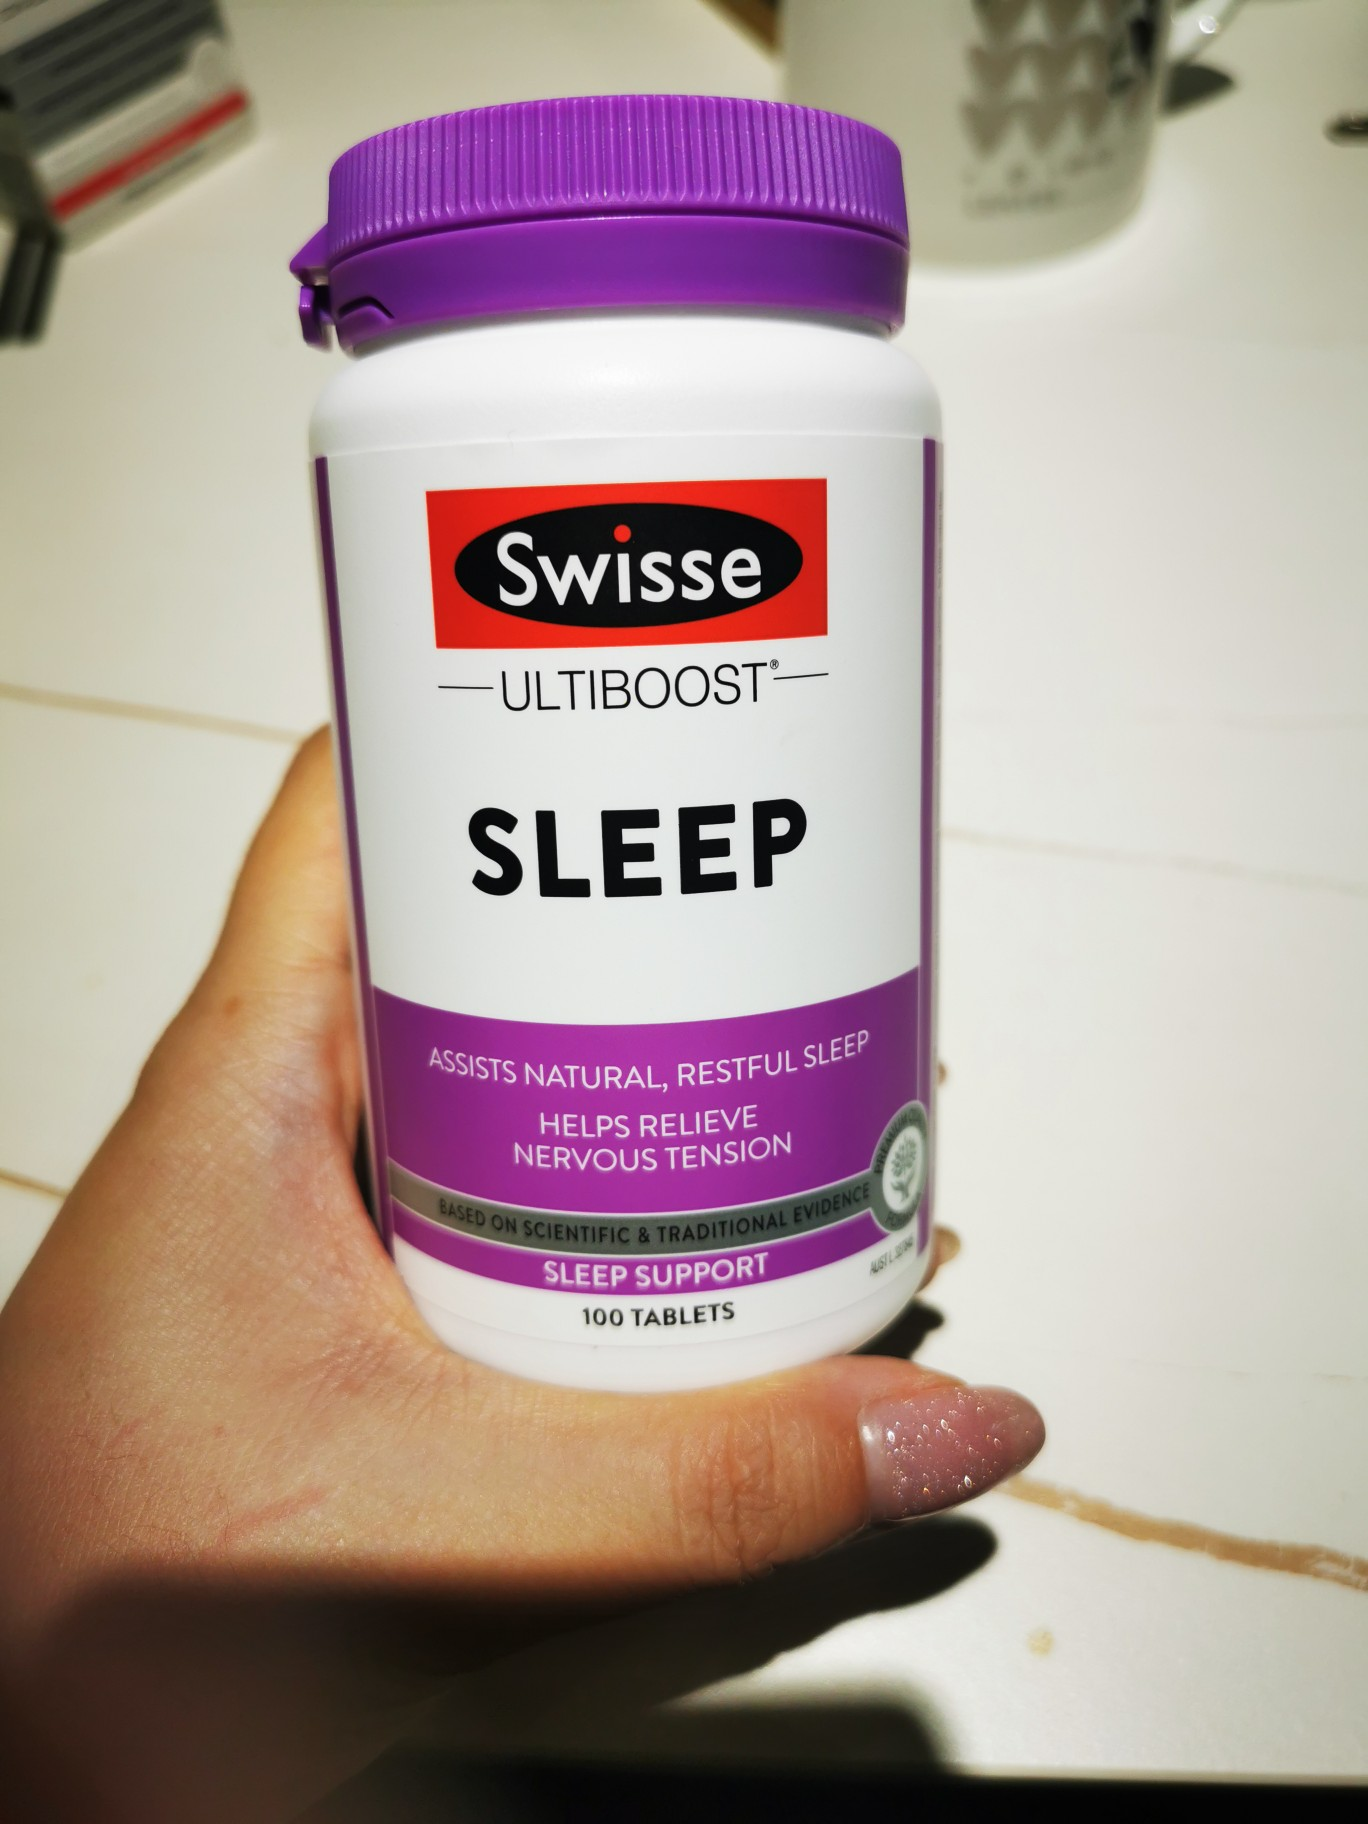 Swisse
ULTIBOOST®
SLEEP
ASSISTS NATURAL, RESTFUL SLEEP
HELPS RELIEVE
NERVOUS TENSION
BASED ON SCIENTIFIC & TRADITIONAL EVIDENCE
SLEEP SUPPORT
AUST L
100 TABLETS